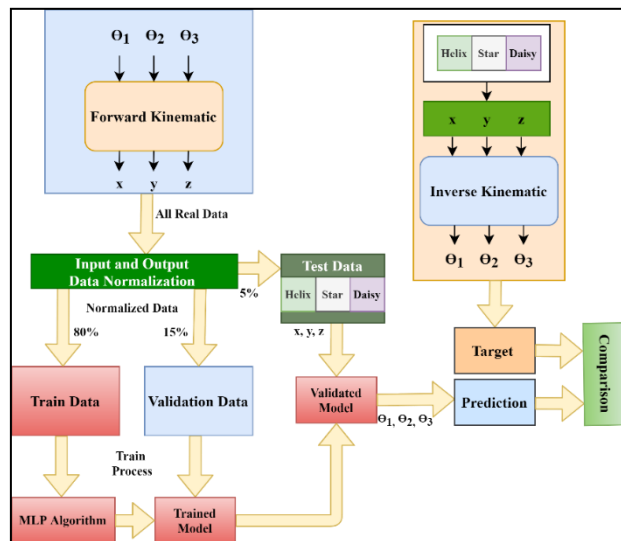 Θ1 Θ2 Θ3
Forward Kinematic
x y z
All Real Data
Input and Output
Data Normalization
5%
Normalized Data
80% 15%
Train Data
Validation Data
Train
Process
MLP Algorithm
Trained
Model
Test Data
Helix Star Daisy
x, y, z
Validated
Model
Θ1, Θ2, Θ3
Helix Star Daisy
x y z
Inverse Kinematic
Θ1 Θ2 Θ3
Target
Prediction
Comparison